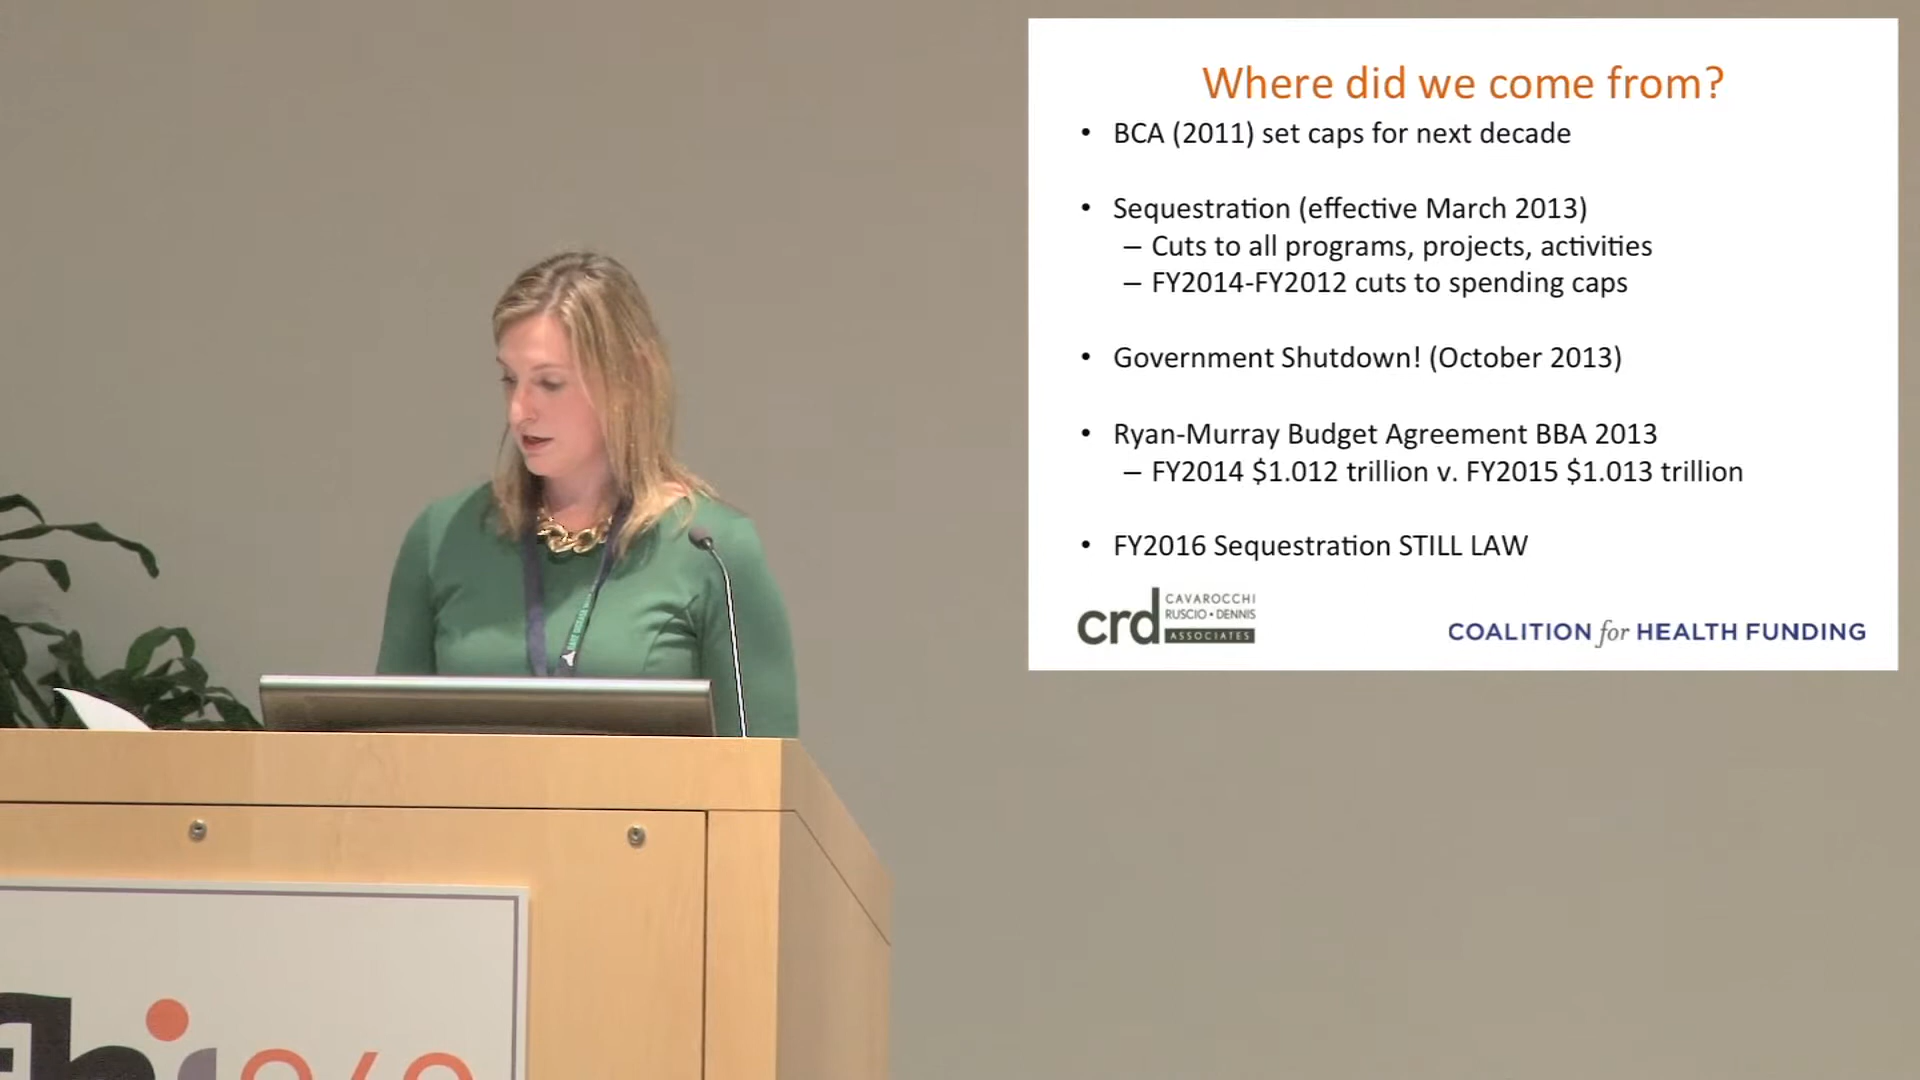 Where did we come from?
• BCA (2011) set caps for next decade
• Sequestration (effective March 2013)
– Cuts to all programs, projects, activities
– FY2014-FY2012 cuts to spending caps
• Government Shutdown! (October 2013)
• Ryan-Murray Budget Agreement BBA 2013
– FY2014 $1.012 trillion v. FY2015 $1.013 trillion
• FY2016 Sequestration STILL LAW
crd
CAVAROCCHI
RUSCIO • DENNIS
ASSOCIATES
COALITION for HEALTH FUNDING
fhi 360